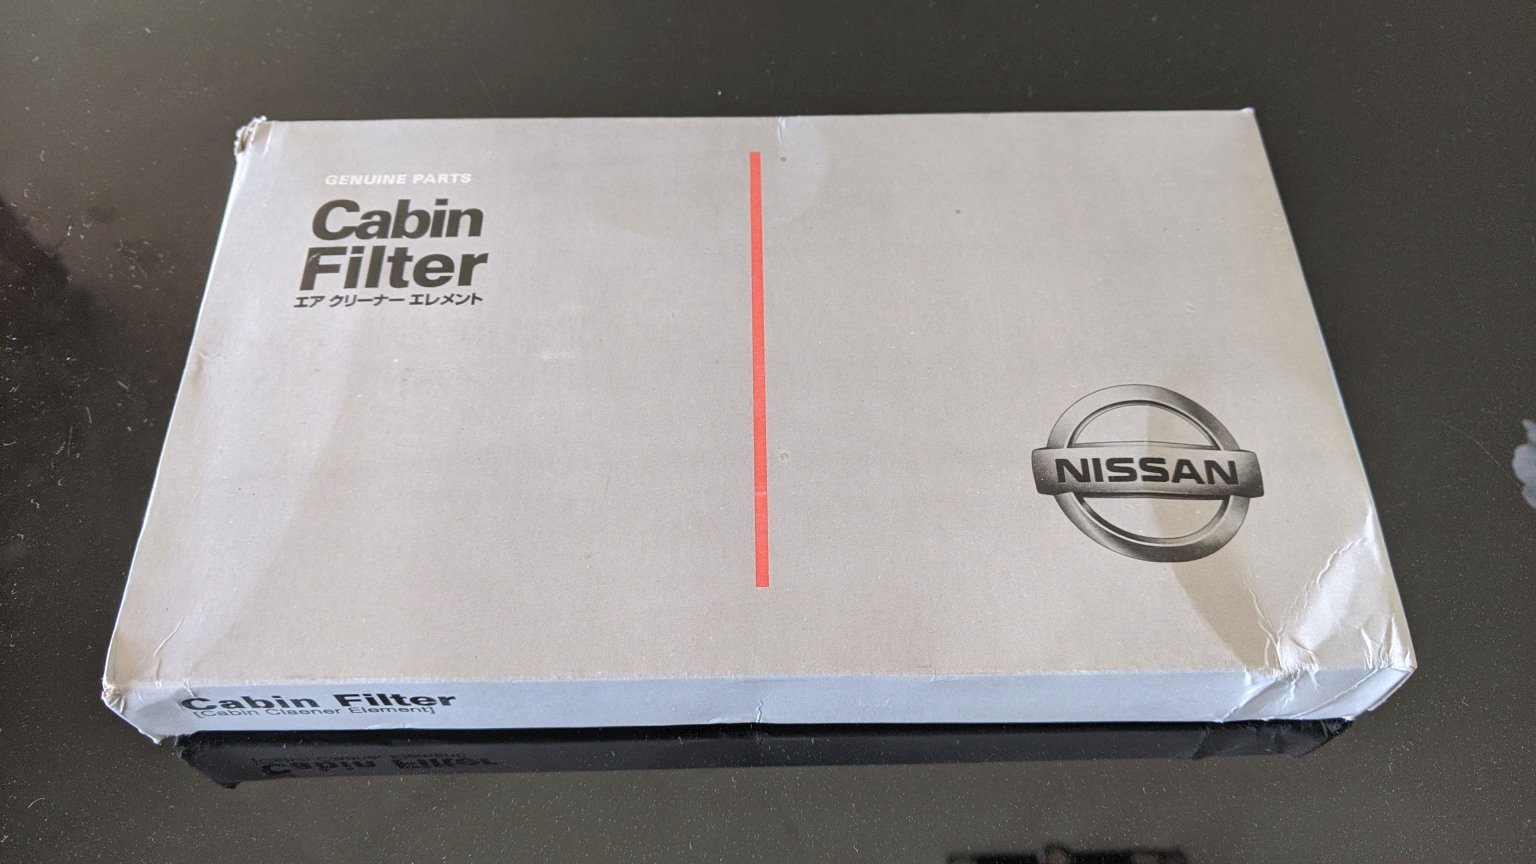 GENUINE PARTS
Cabin
Filter
エア クリーナー エレメント
NISSAN
Cabin Filter
[Cabin Claener Element]